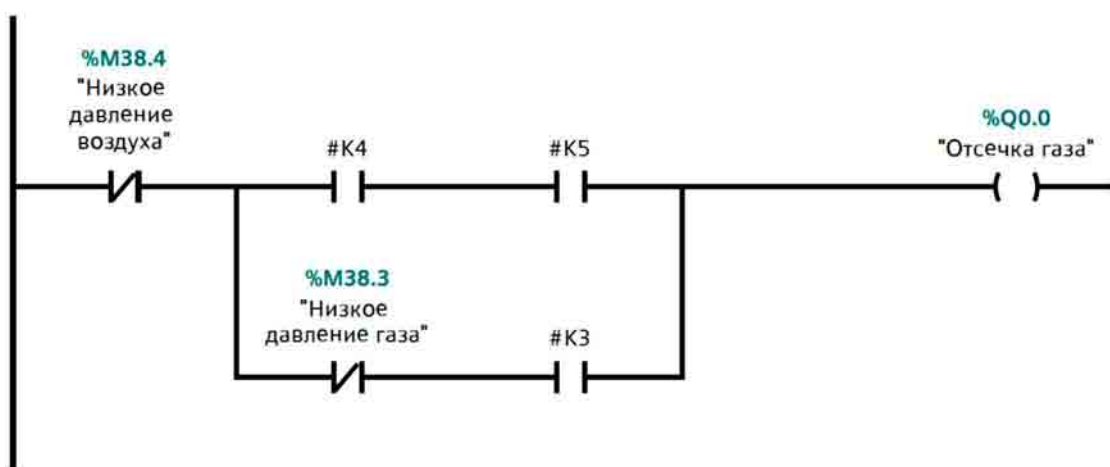 %M38.4
"Низкое
давление
воздуха"
#K4
#K5
%Q0.0
"Отсечка газа"
%M38.3
"Низкое
давление газа"
#K3